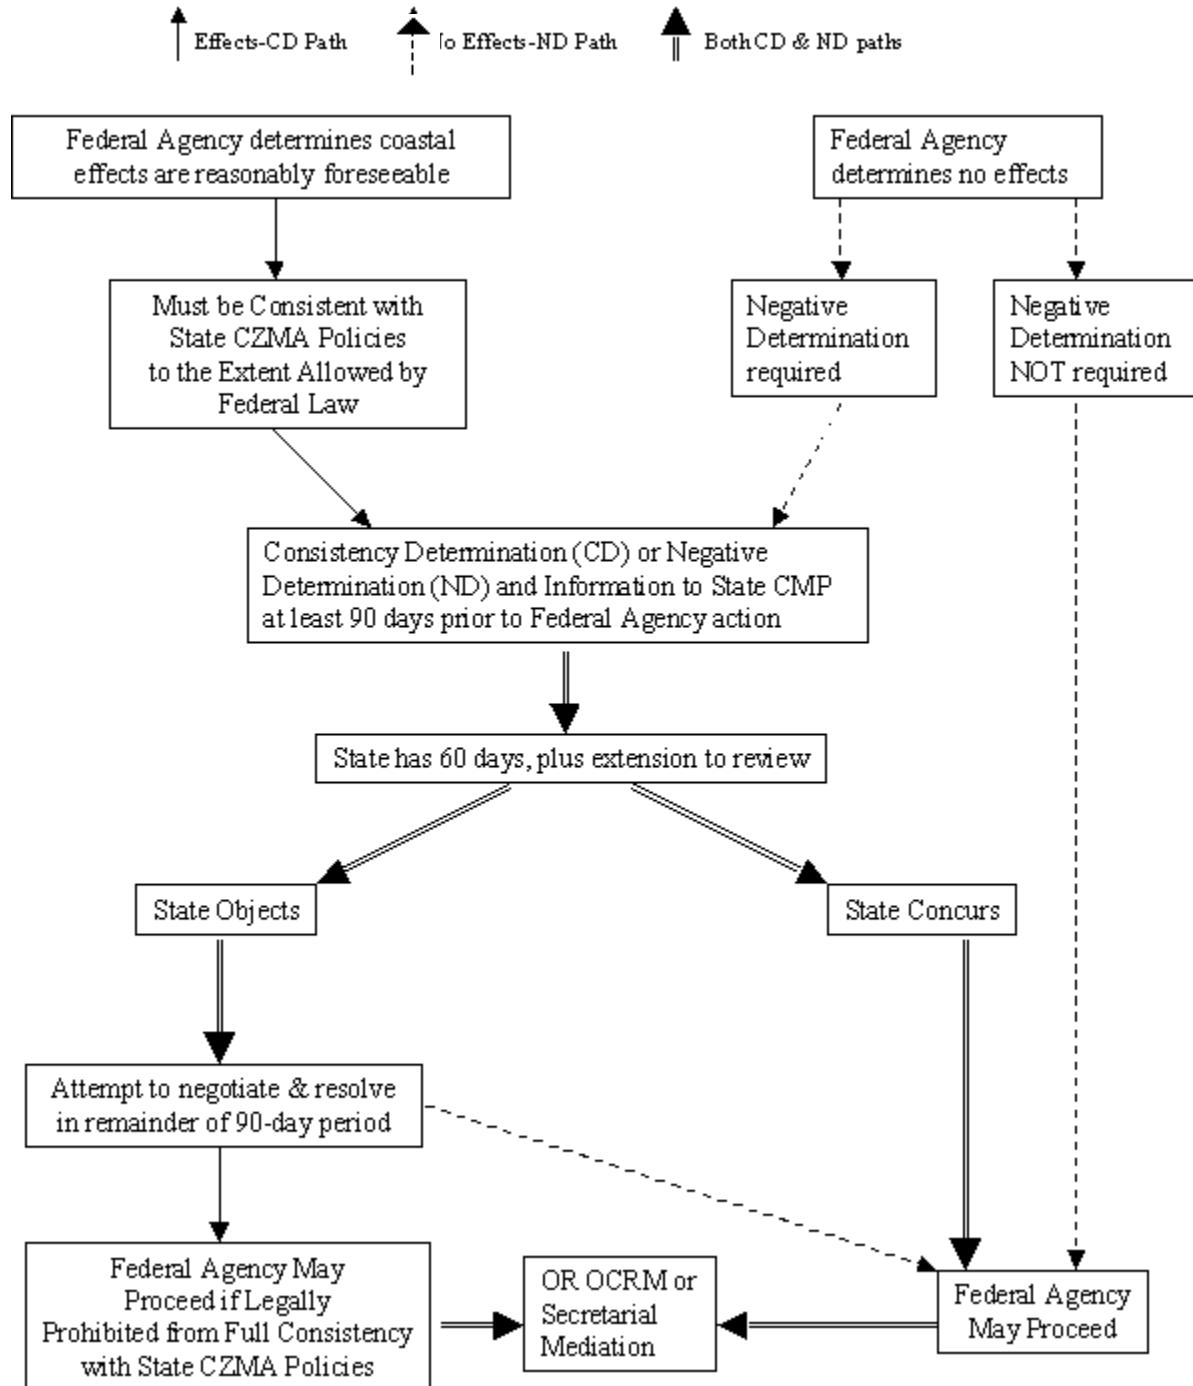 Effects-CD Path
o Effects-ND Path
Both CD & ND paths
Federal Agency determines coastal
effects are reasonably foreseeable
Federal Agency
determines no effects
Must be Consistent with
State CZMA Policies
to the Extent Allowed by
Federal Law
Negative
Determination
required
Negative
Determination
NOT required
Consistency Determination (CD) or Negative
Determination (ND) and Information to State CMP
at least 90 days prior to Federal Agency action
State has 60 days, plus extension to review
State Objects
State Concurs
Attempt to negotiate & resolve
in remainder of 90-day period
Federal Agency May
Proceed if Legally
Prohibited from Full Consistency
with State CZMA Policies
OR OCRM or
Secretarial
Mediation
Federal Agency
May Proceed